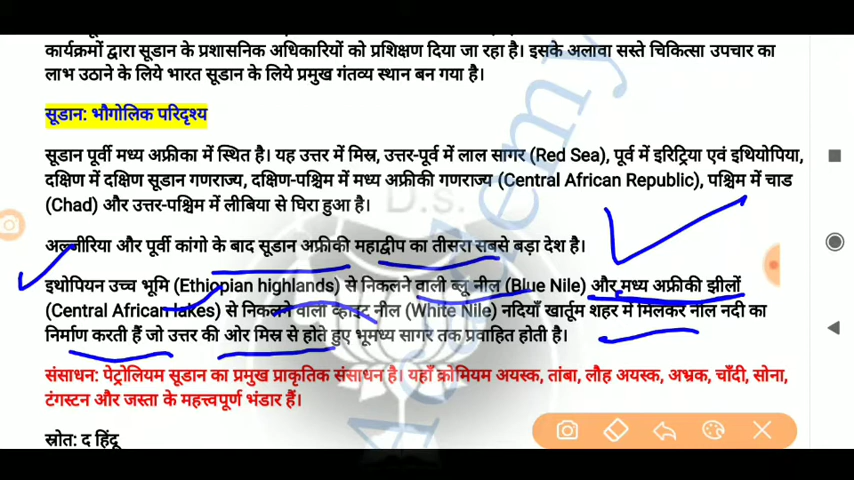 कार्यक्रमों द्वारा सूडान के प्रशासनिक अधिकारियों को प्रशिक्षण दिया जा रहा है। इसके अलावा सस्ते चिकित्सा उपचार का
लाभ उठाने के लिये भारत सूडान के लिये प्रमुख गंतव्य स्थान बन गया है।
सूडान: भौगोलिक परिदृश्य
सूडान पूर्वी मध्य अफ्रीका में स्थित है। यह उत्तर में मिस्र, उत्तर-पूर्व में लाल सागर (Red Sea), पूर्व में इरिट्रिया एवं इथियोपिया,
दक्षिण में दक्षिण सूडान गणराज्य, दक्षिण-पश्चिम में मध्य अफ्रीकी गणराज्य (Central African Republic), पश्चिम में चाड
(Chad) और उत्तर-पश्चिम में लीबिया से घिरा हुआ है।
अल्जीरिया और पूर्वी कांगो के बाद सूडान अफ्रीकी महाद्वीप का तीसरा सबसे बड़ा देश है।
इथोपियन उच्च भूमि (Ethiopian highlands) से निकलने वाली ब्लू नील (Blue Nile) और मध्य अफ्रीकी झीलों
(Central African lakes) से निकलने वाली व्हाइट नील (White Nile) नदियाँ खार्तूम शहर में मिलकर नील नदी का
निर्माण करती हैं जो उत्तर की ओर मिस्र से होते हुए भूमध्य सागर तक प्रवाहित होती है।
संसाधन: पेट्रोलियम सूडान का प्रमुख प्राकृतिक संसाधन है। यहाँ क्रोमियम अयस्क, तांबा, लौह अयस्क, अभ्रक, चाँदी, सोना,
टंगस्टन और जस्ता के महत्त्वपूर्ण भंडार हैं।
स्रोत: द हिंदू
D.S.
Academy